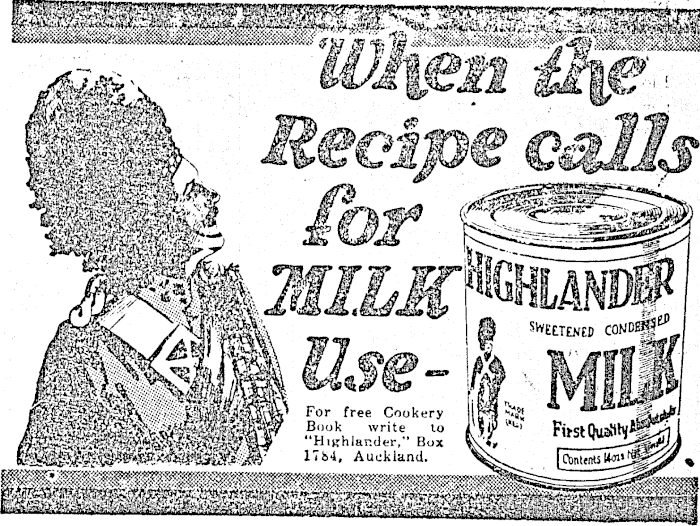 When the
Recipe calls
for
MILK
use-
For free Cookery
Book write to
"Highlander," Box
1784, Auckland.
HIGHLANDER
SWEETENED CONDENSED
MILK
TRADE
MARK
First Quality
Contents